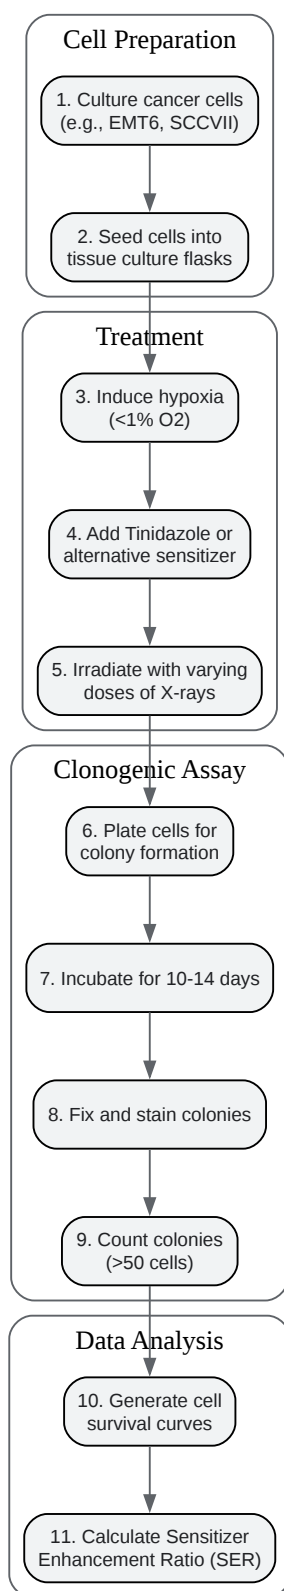 Cell Preparation
1. Culture cancer cells
(e.g., EMT6, SCCVII)
2. Seed cells into
tissue culture flasks
Treatment
3. Induce hypoxia
(<1% O2)
4. Add Tinidazole or
alternative sensitizer
5. Irradiate with varying
doses of X-rays
Clonogenic Assay
6. Plate cells for
colony formation
7. Incubate for 10-14 days
8. Fix and stain colonies
9. Count colonies
(>50 cells)
Data Analysis
10. Generate cell
survival curves
11. Calculate Sensitizer
Enhancement Ratio (SER)